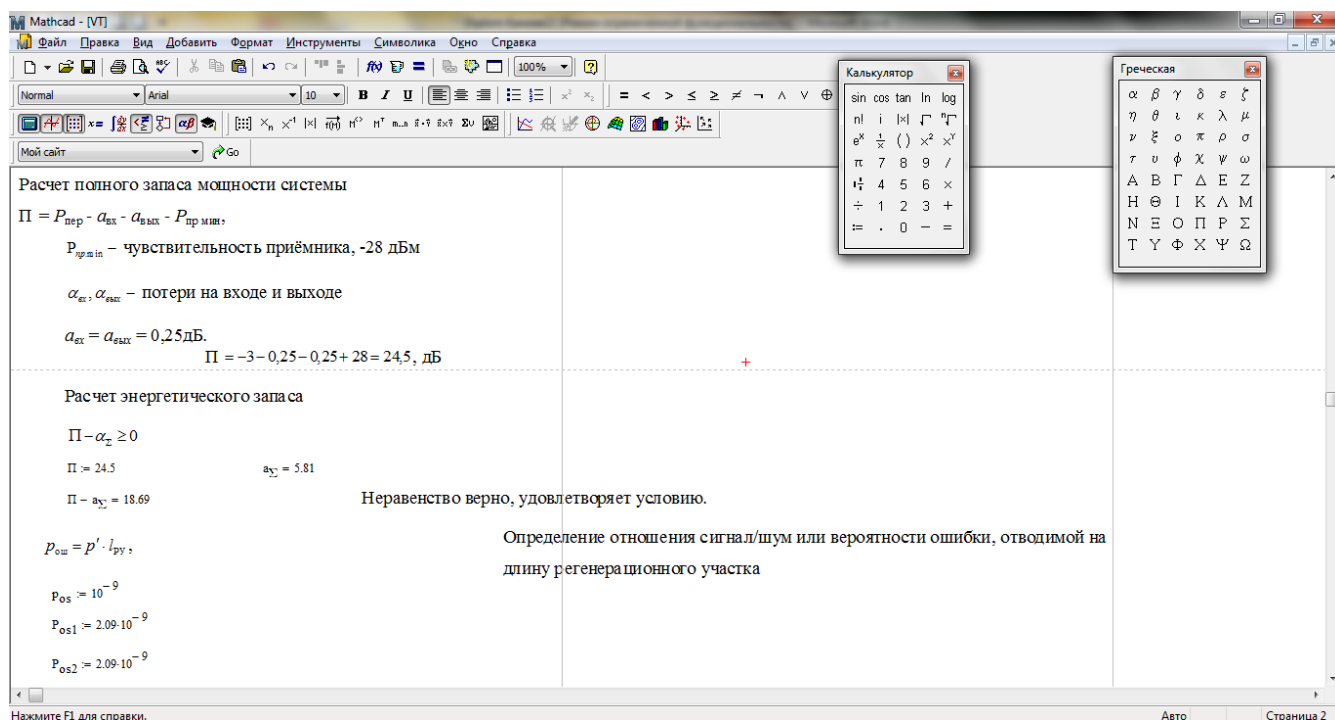 Mathcad - [VT]
Файл Правка Вид Добавить Формат Инструменты Символика Окно Справка
100%
Normal Arial 10 B I U
Мой сайт Go
Калькулятор
sin cos tan ln log
n! i |×| √ ⁿ√
eˣ 1/x ( ) ×² ×ʸ
π 7 8 9 /
4 5 6 ×
÷ 1 2 3 +
:= . 0 − =
Греческая
α β γ δ ε ζ
η θ ι κ λ μ
ν ξ ο π ρ σ
τ υ ϕ χ ψ ω
Α Β Γ Δ Ε Ζ
Η Θ Ι Κ Λ Μ
Ν Ξ Ο Π Ρ Σ
Τ Υ Φ Χ Ψ Ω
Расчет полного запаса мощности системы
П = Pпер - aвх - aвых - Pпр мин,
Pпр.min – чувствительность приёмника, -28 дБм
αвх, αвых – потери на входе и выходе
aвх = aвых = 0,25дБ.
П = −3 − 0,25 − 0,25 + 28 = 24,5, дБ
Расчет энергетического запаса
П − αΣ ≥ 0
П := 24.5 aΣ = 5.81
П − aΣ = 18.69 Неравенство верно, удовлетворяет условию.
pош = p′ · lру,
Определение отношения сигнал/шум или вероятности ошибки, отводимой на
длину регенерационного участка
pos := 10⁻⁹
Pos1 := 2.09·10⁻⁹
Pos2 := 2.09·10⁻⁹
Нажмите F1 для справки. Авто Страница 2